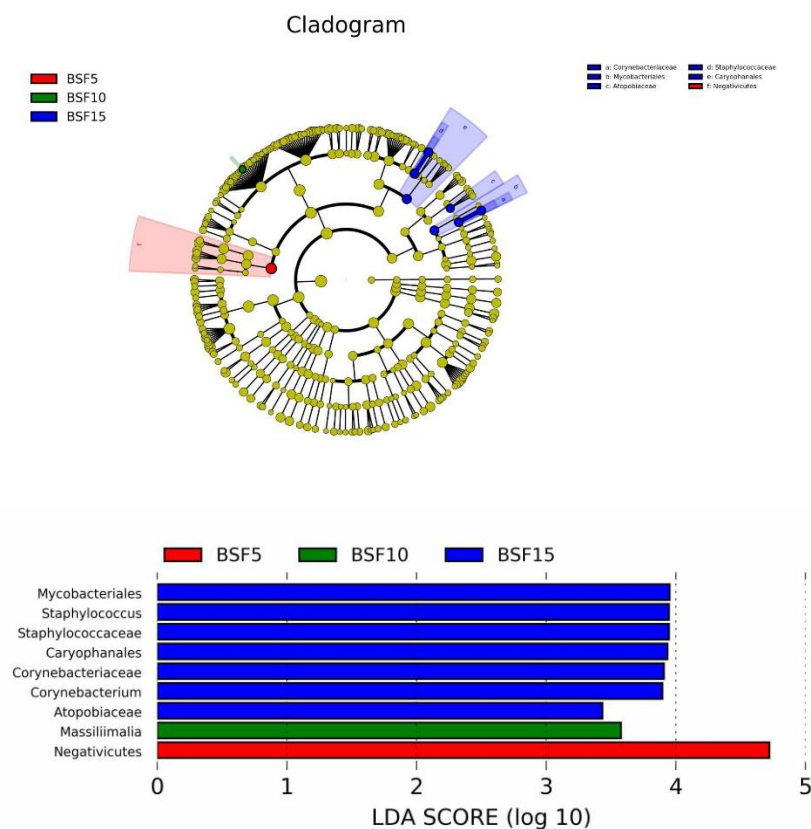 Cladogram
BSF5
BSF10
BSF15
a: Corynebacteriaceae
b: Mycobacteriales
c: Atopobiaceae
d: Staphylococcaceae
e: Caryophanales
f: Negativicutes
d
e
c
b
a
f
BSF5 BSF10 BSF15
Mycobacteriales
Staphylococcus
Staphylococcaceae
Caryophanales
Corynebacteriaceae
Corynebacterium
Atopobiaceae
Massiliimalia
Negativicutes
0 1 2 3 4 5
LDA SCORE (log 10)